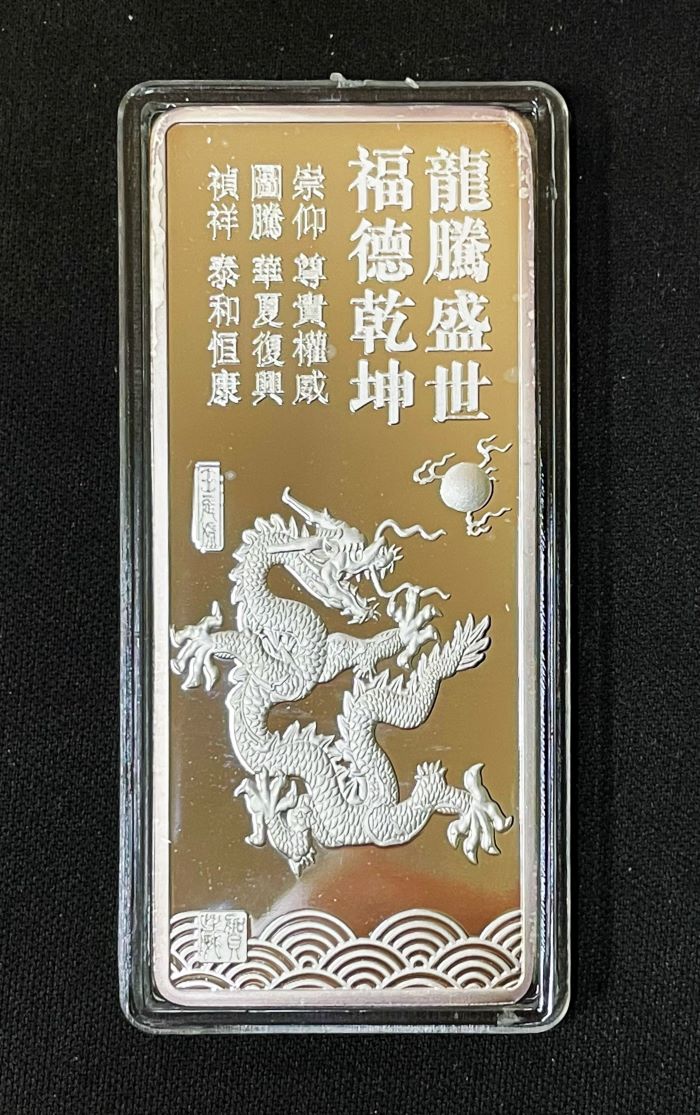 龍騰盛世
福德乾坤
崇仰 尊貴權威
圖騰 華夏復興
禎祥 泰和恒康